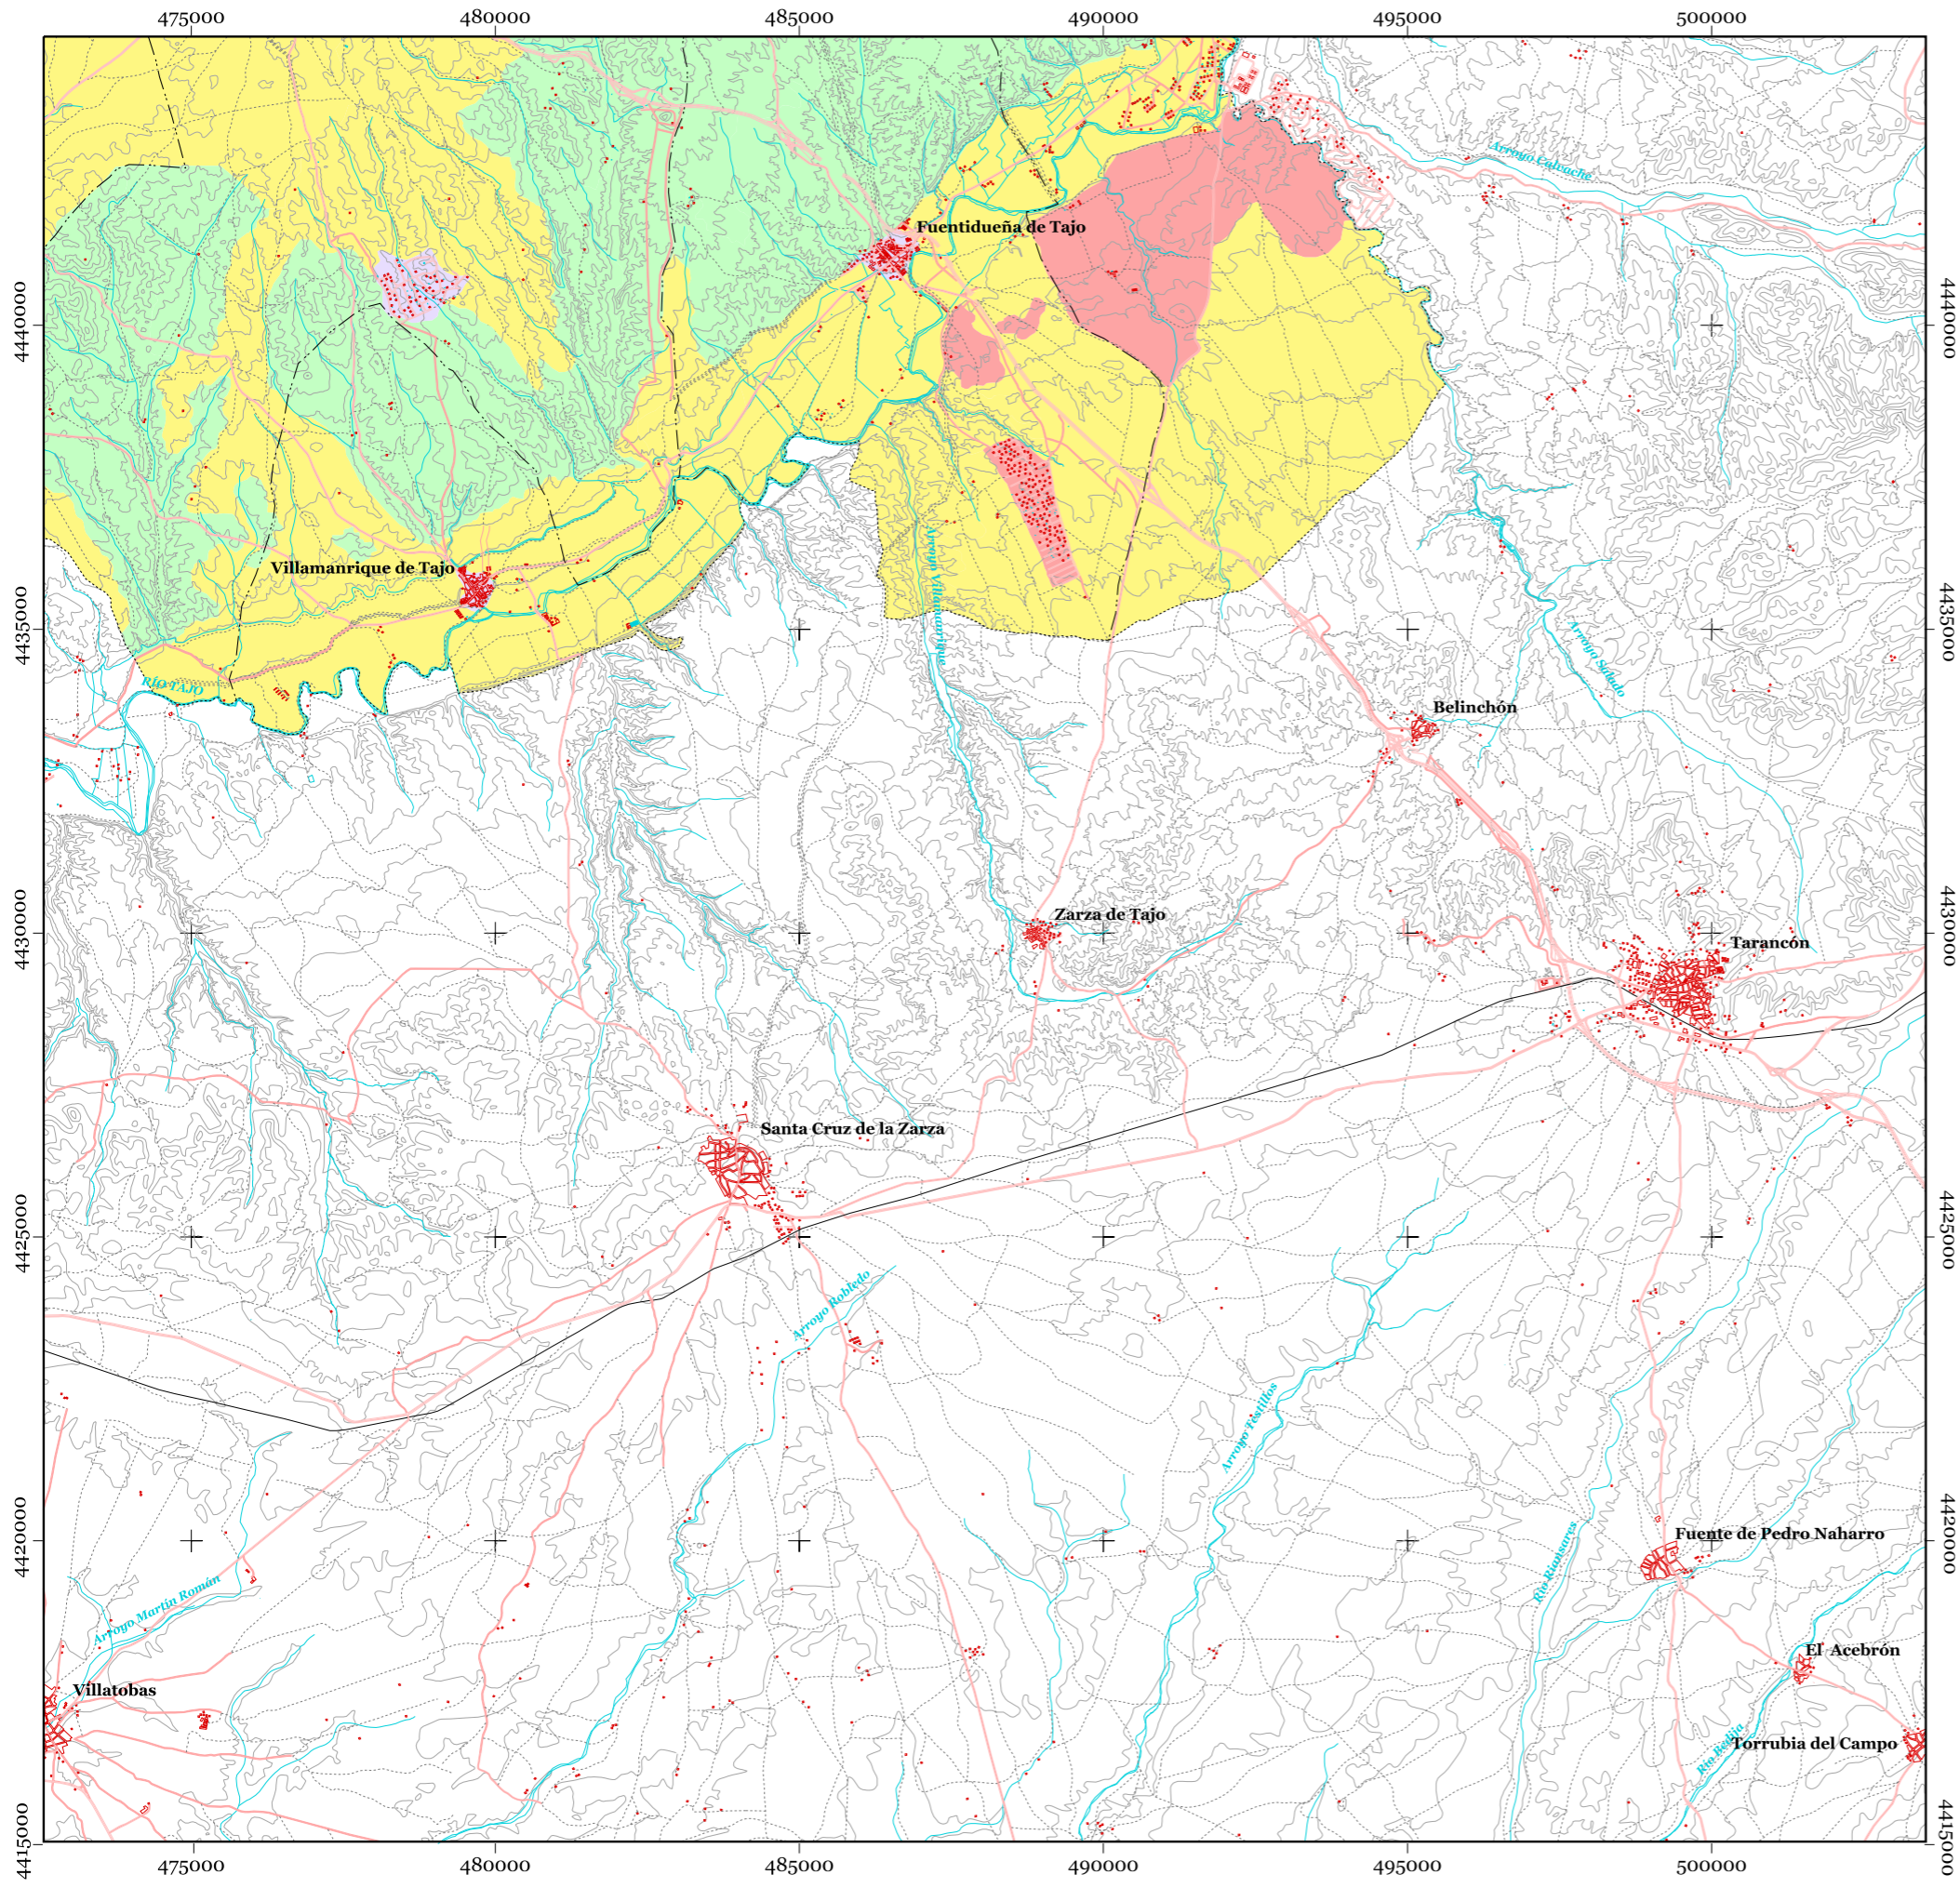 475000 480000 485000 490000 495000 500000
Arroyo Calvache
Fuentidueña de Tajo
4440000 4440000
Arroyo Villamanrique
Villamanrique de Tajo
4435000 4435000
Arroyo Salado
RÍO TAJO
Belinchón
Zarza de Tajo
4430000 4430000
Tarancón
Santa Cruz de la Zarza
4425000 4425000
Arroyo Robledo
Arroyo Testillos
Fuente de Pedro Naharro
4420000 4420000
Río Riansares
Arroyo Martín Román
El Acebrón
Villatobas
Torrubia del Campo
Río Bedija
4415000 4415000
475000 480000 485000 490000 495000 500000